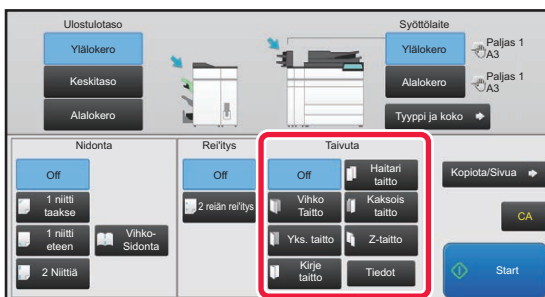 Ulostulotaso
Ylälokero
Keskitaso
Alalokero
Syöttölaite
Ylälokero
Paljas 1
A3
Alalokero
Paljas 1
A3
Tyyppi ja koko
Nidonta
Off
1 niitti
taakse
1 niitti
eteen
Vihko-
Sidonta
2 Niittiä
Rei'itys
Off
2 reiän rei'itys
Taivuta
Off
Haitari
taitto
Vihko
Taitto
Kaksois
taitto
Yks. taitto
Z-taitto
Kirje
taitto
Tiedot
Kopiota/Sivua
CA
Start